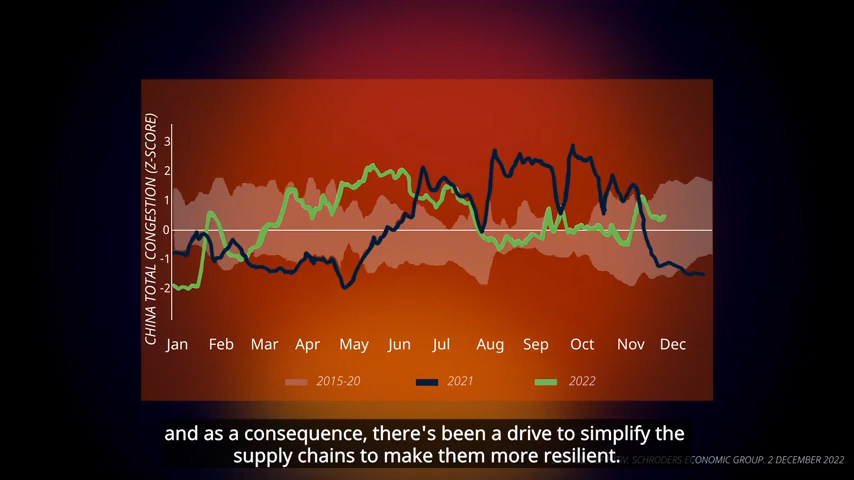 CHINA TOTAL CONGESTION (Z-SCORE)
3
2
1
0
-1
-2
Jan Feb Mar Apr May Jun Jul Aug Sep Oct Nov Dec
2015-20 2021 2022
and as a consequence, there's been a drive to simplify the
supply chains to make them more resilient.
SCHRODERS ECONOMIC GROUP. 2 DECEMBER 2022